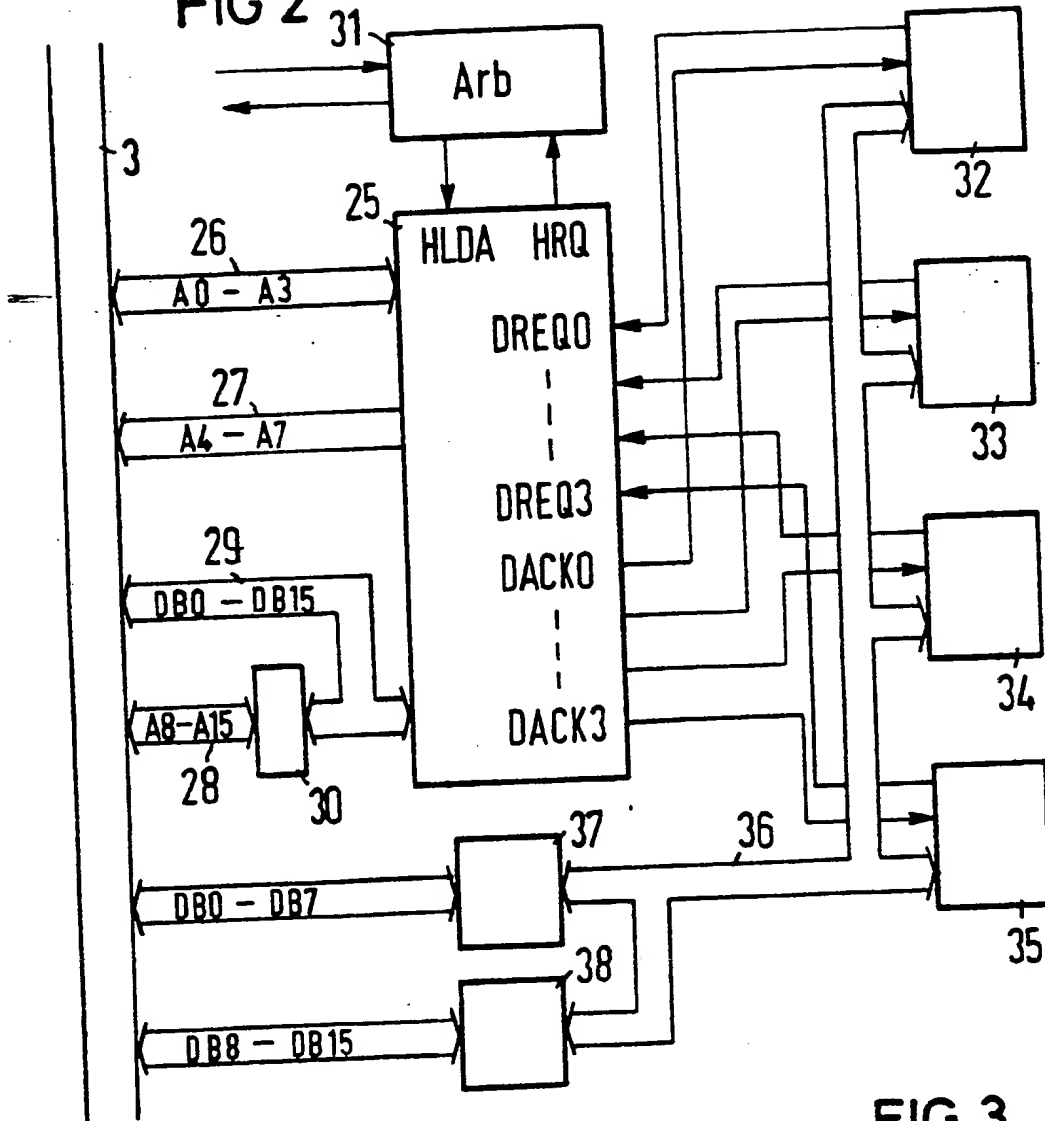 FIG 2
31
Arb
3
32
25
HLDA HRQ
26
A0 - A3
DREQ0
27
A4 - A7
33
DREQ3
29
DB0 - DB15
DACK0
A8-A15
28
30
DACK3
34
37
36
DB0 - DB7
35
38
DB8 - DB15
FIG 3